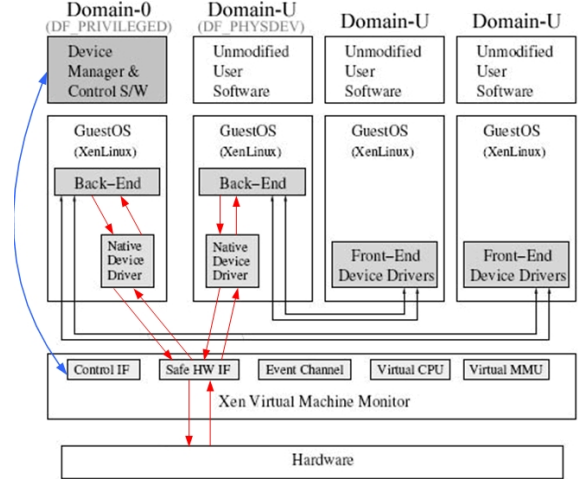 Domain-0
(DF_PRIVILEGED)
Device
Manager &
Control S/W
GuestOS
(XenLinux)
Back-End
Native
Device
Driver
Domain-U
(DF_PHYSDEV)
Unmodified
User
Software
GuestOS
(XenLinux)
Back-End
Native
Device
Driver
Domain-U
Unmodified
User
Software
GuestOS
(XenLinux)
Front-End
Device Drivers
Domain-U
Unmodified
User
Software
GuestOS
(XenLinux)
Front-End
Device Drivers
Control IF
Safe HW IF
Event Channel
Virtual CPU
Virtual MMU
Xen Virtual Machine Monitor
Hardware